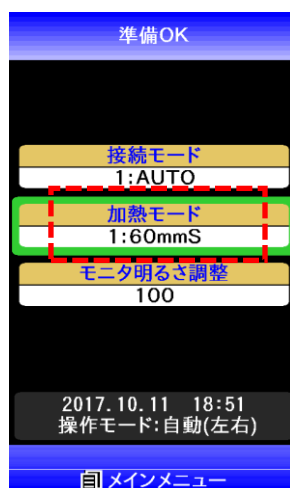 準備OK
接続モード
1:AUTO
加熱モード
1:60mmS
モニタ明るさ調整
100
2017.10.11 18:51
操作モード:自動(左右)
メインメニュー